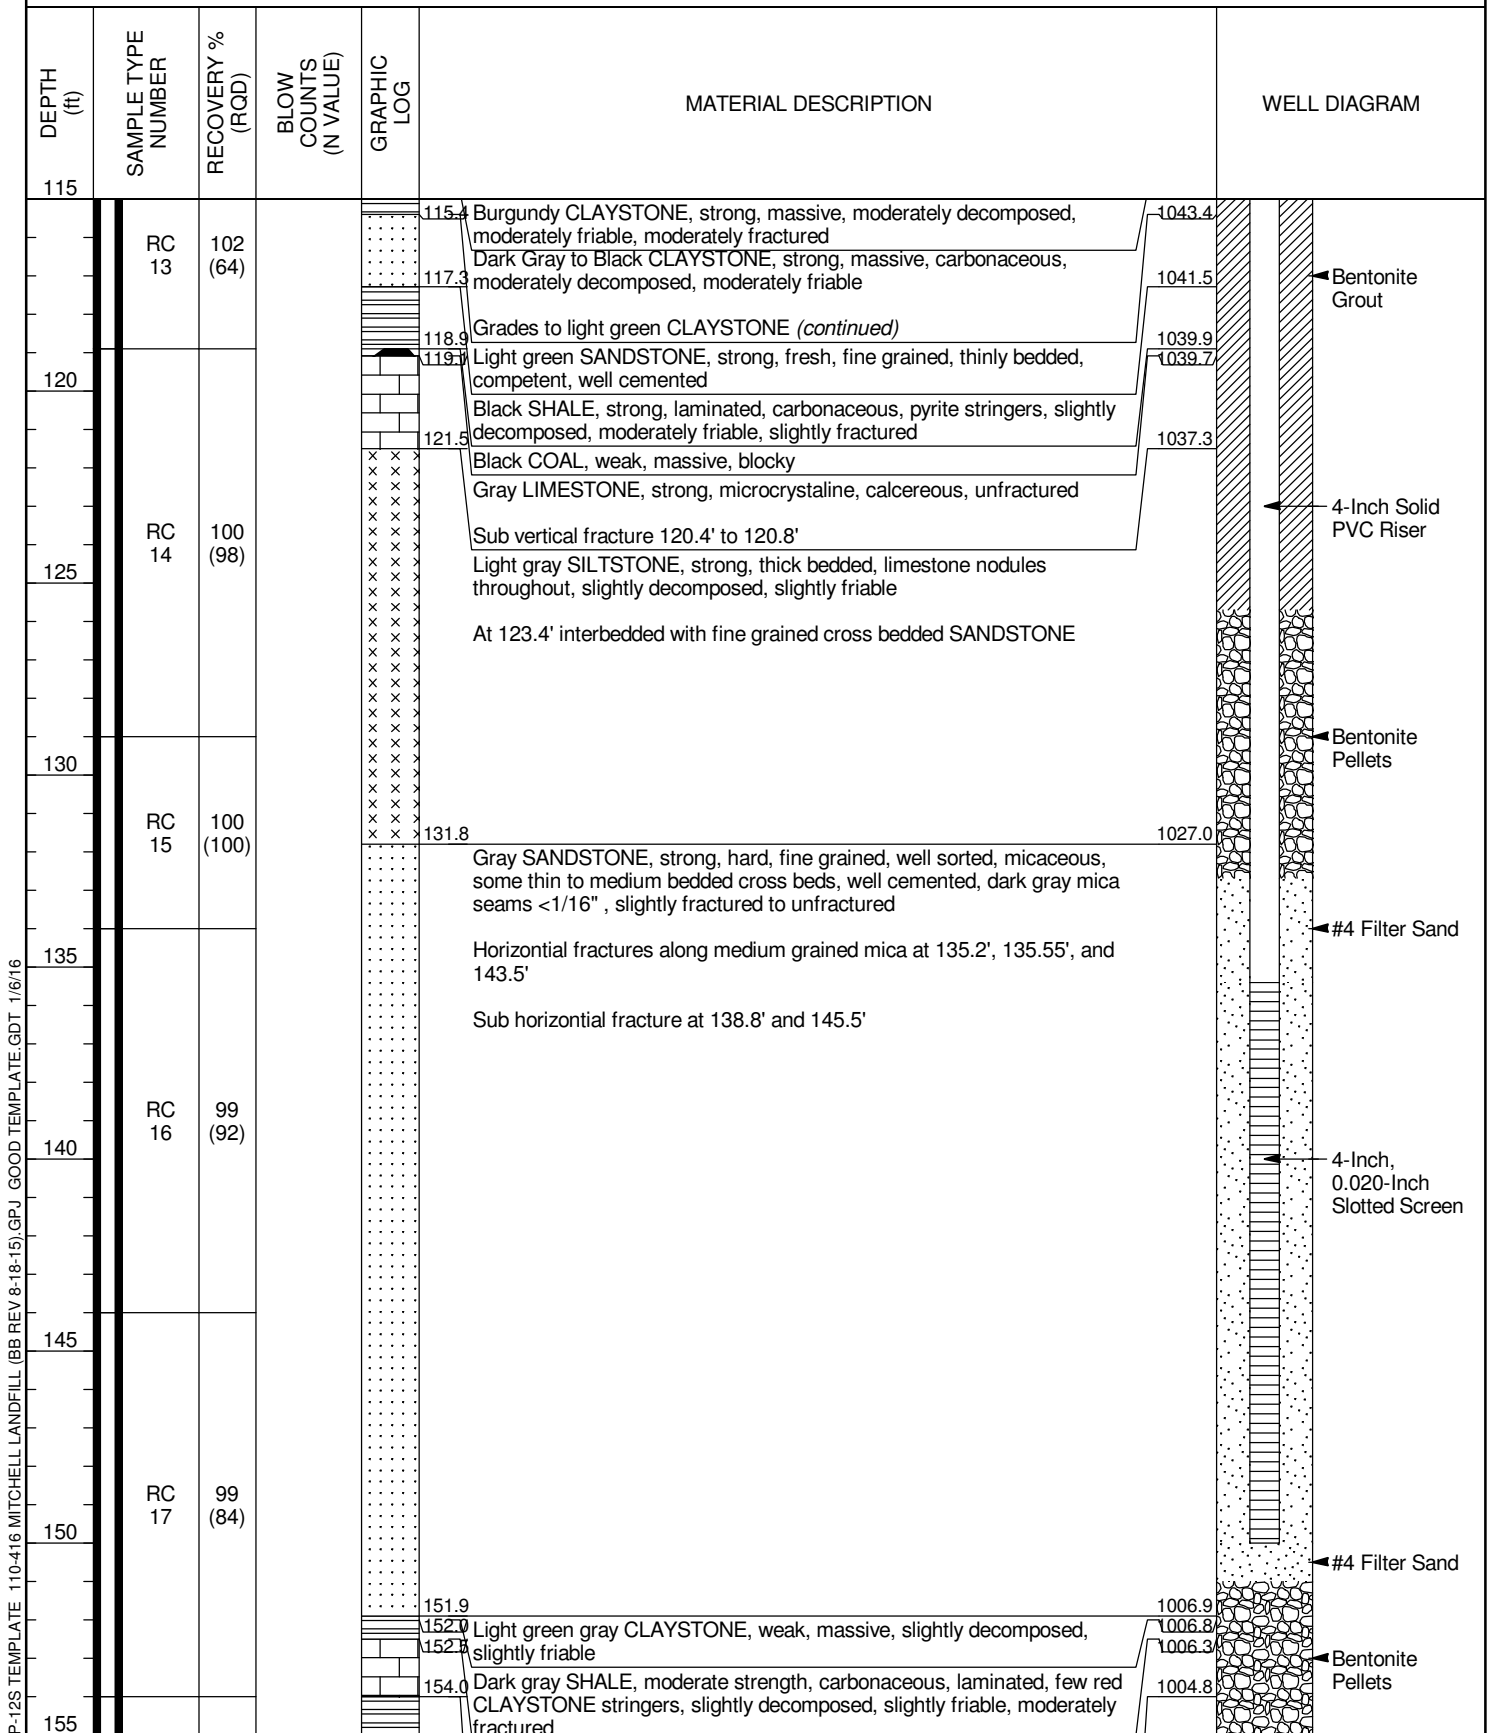 DEPTH
(ft)
SAMPLE TYPE
NUMBER
RECOVERY %
(RQD)
BLOW
COUNTS
(N VALUE)
GRAPHIC
LOG
MATERIAL DESCRIPTION
WELL DIAGRAM
115
115.4
Burgundy CLAYSTONE, strong, massive, moderately decomposed,
moderately friable, moderately fractured
1043.4
RC
13
102
(64)
Dark Gray to Black CLAYSTONE, strong, massive, carbonaceous,
moderately decomposed, moderately friable
117.3
1041.5
Bentonite
Grout
Grades to light green CLAYSTONE (continued)
118.9
1039.9
119.1
1039.7
Light green SANDSTONE, strong, fresh, fine grained, thinly bedded,
competent, well cemented
120
Black SHALE, strong, laminated, carbonaceous, pyrite stringers, slightly
decomposed, moderately friable, slightly fractured
121.5
1037.3
Black COAL, weak, massive, blocky
Gray LIMESTONE, strong, microcrystaline, calcereous, unfractured
Sub vertical fracture 120.4' to 120.8'
4-Inch Solid
PVC Riser
RC
14
100
(98)
125
Light gray SILTSTONE, strong, thick bedded, limestone nodules
throughout, slightly decomposed, slightly friable
At 123.4' interbedded with fine grained cross bedded SANDSTONE
Bentonite
Pellets
130
RC
15
100
(100)
131.8
1027.0
Gray SANDSTONE, strong, hard, fine grained, well sorted, micaceous,
some thin to medium bedded cross beds, well cemented, dark gray mica
seams <1/16" , slightly fractured to unfractured
#4 Filter Sand
135
Horizontial fractures along medium grained mica at 135.2', 135.55', and
143.5'
Sub horizontial fracture at 138.8' and 145.5'
RC
16
99
(92)
140
4-Inch,
0.020-Inch
Slotted Screen
145
RC
17
99
(84)
150
#4 Filter Sand
151.9
1006.9
152.0
1006.8
Light green gray CLAYSTONE, weak, massive, slightly decomposed,
slightly friable
152.5
1006.3
Bentonite
Pellets
154.0
1004.8
Dark gray SHALE, moderate strength, carbonaceous, laminated, few red
CLAYSTONE stringers, slightly decomposed, slightly friable, moderately
fractured
155
P-12S TEMPLATE 110-416 MITCHELL LANDFILL (BB REV 8-18-15).GPJ GOOD TEMPLATE.GDT 1/6/16